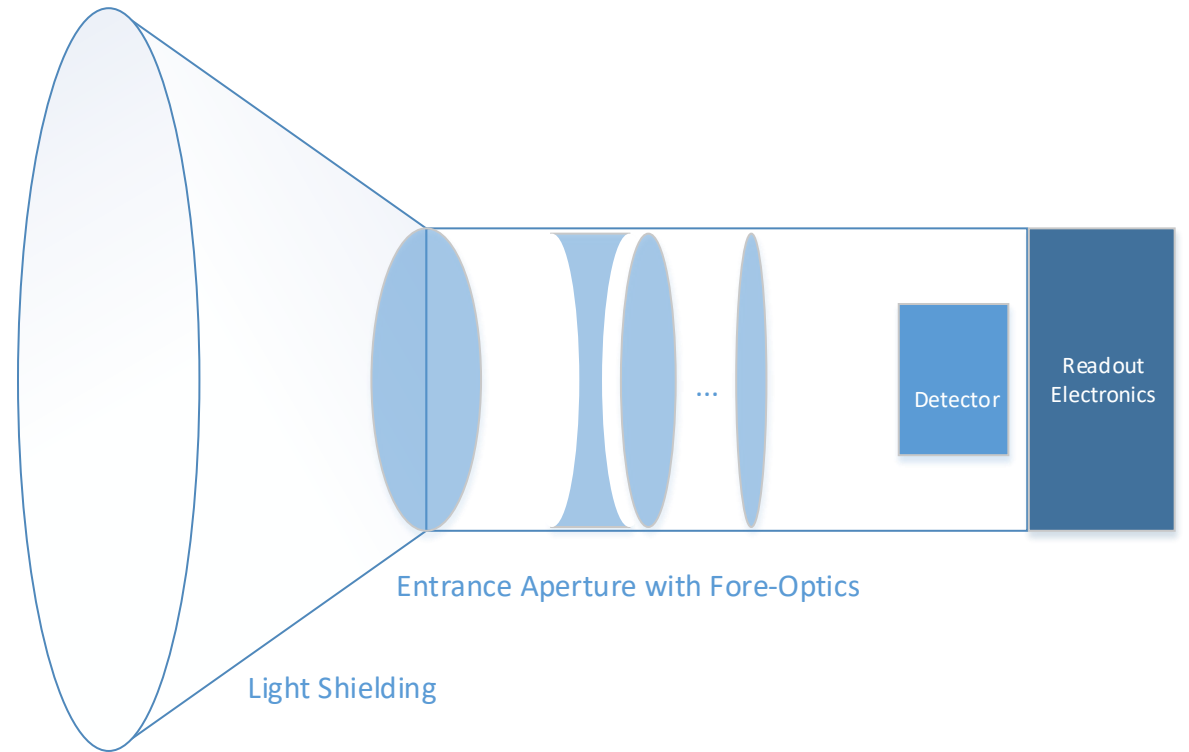 ...
Detector
Readout
Electronics
Entrance Aperture with Fore-Optics
Light Shielding